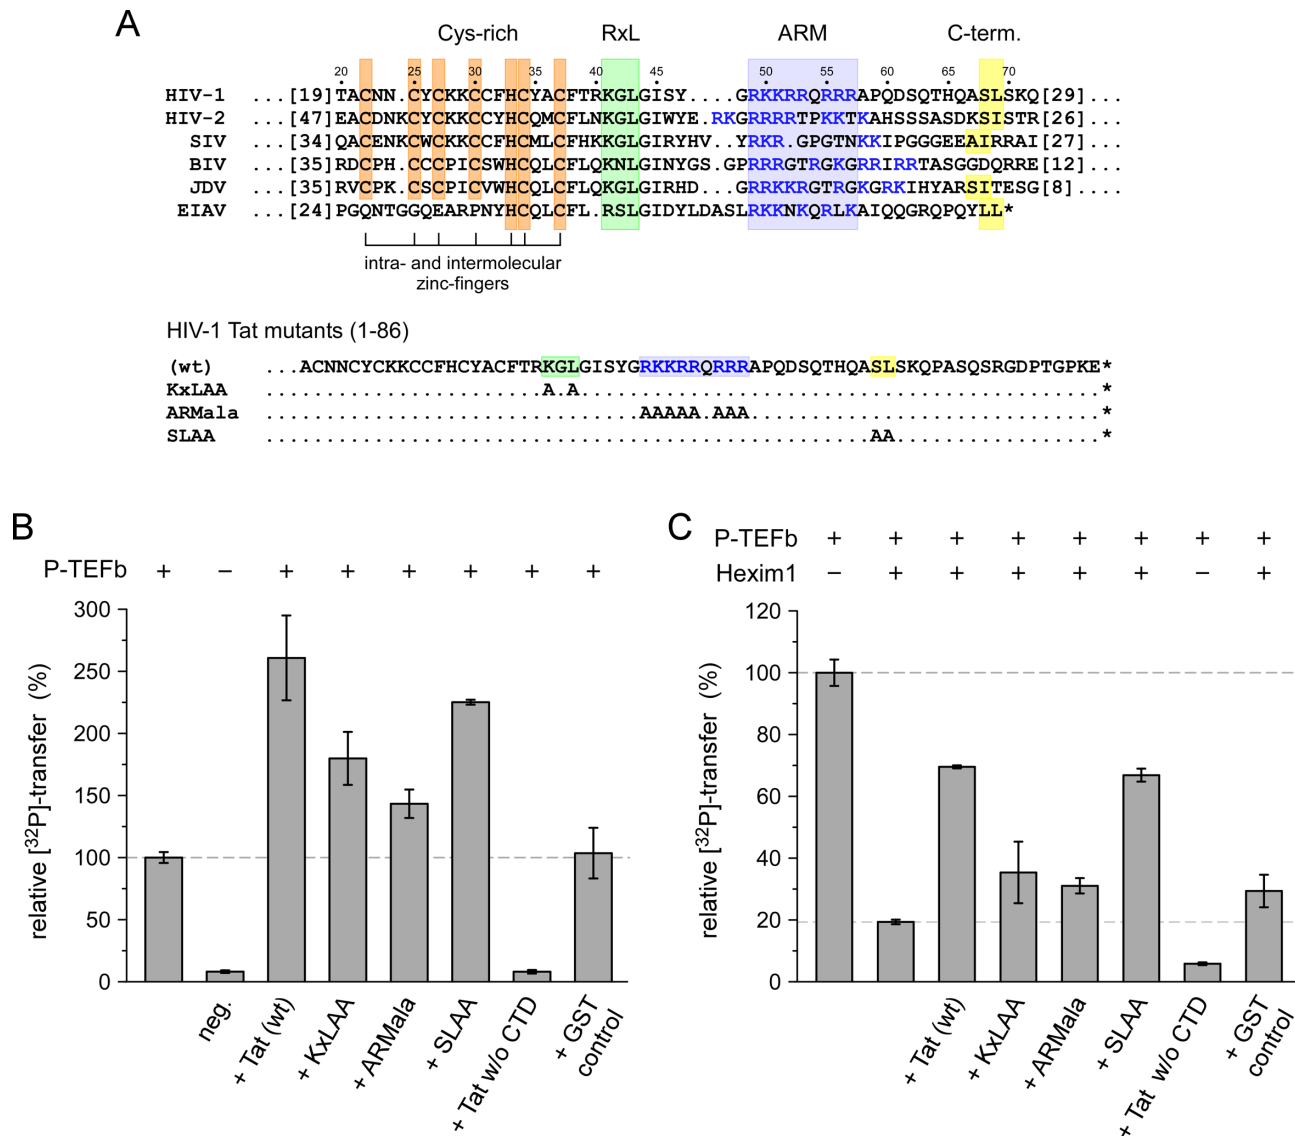 A
Cys-rich RxL ARM C-term.
20 25 30 35 40 45 50 55 60 65 70
HIV-1 ...[19]TACNN.CYCKKCCFHCYACFTRKGLGISY....GRKKRRQRRRAPQDSQTHQASLSKQ[29]...
HIV-2 ...[47]EACDNKCYCKKCCYHCQMCFLNKGLGIWYE.RKGRRRRTPKKTKAHSSSASDKSISTR[26]...
SIV ...[34]QACENKCWCKKCCFHCMLCFHKKGLGIRYHV..YRKR.GPGTNKKIPGGGEEAIRRAI[27]...
BIV ...[35]RDCPH.CCCPICSWHCQLCFLQKNLGINYGS.GPRRRGTRGKGRRIRRTASGGDQRRE[12]...
JDV ...[35]RVCPK.CSCPICVWHCQLCFLQKGLGIRHD...GRRKKRGTRGKGRKIHYARSITESG[8]....
EIAV ...[24]PGQNTGGQEARPNYHCQLCFL.RSLGIDYLDASLRKKNKQRLKAIQQGRQPQYLL*
intra- and intermolecular
zinc-fingers
HIV-1 Tat mutants (1-86)
(wt) ...ACNNCYCKKCCFHCYACFTRKGLGISYGRKKRRQRRRAPQDSQTHQASLSKQPASQSRGDPTGPKE*
KxLAA .......................A.A............................................*
ARMala ...............................AAAAA.AAA.............................*
SLAA ..................................................AA..................*
B
P-TEFb + − + + + + + +
300
250
200
150
100
50
0
relative [32P]-transfer (%)
neg.
+ Tat (wt)
+ KxLAA
+ ARMala
+ SLAA
+ Tat w/o CTD
+ GST
control
C
P-TEFb + + + + + + + +
Hexim1 − + + + + + − +
120
100
80
60
40
20
0
relative [32P]-transfer (%)
+ Tat (wt)
+ KxLAA
+ ARMala
+ SLAA
+ Tat w/o CTD
+ GST
control